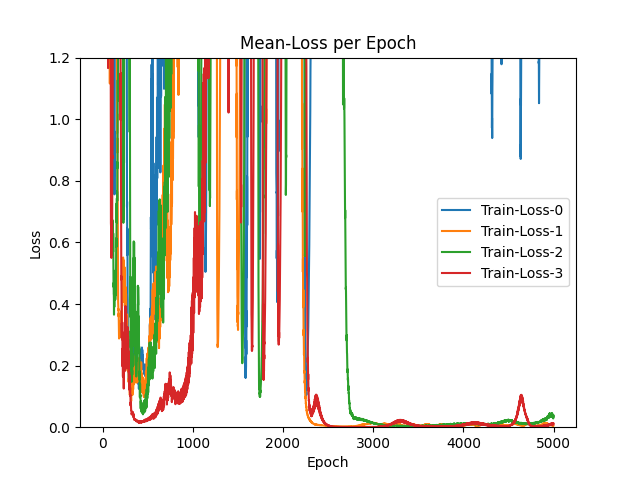 Mean-Loss per Epoch
1.2
1.0
0.8
0.6
0.4
0.2
0.0
Loss
Train-Loss-0
Train-Loss-1
Train-Loss-2
Train-Loss-3
0 1000 2000 3000 4000 5000
Epoch